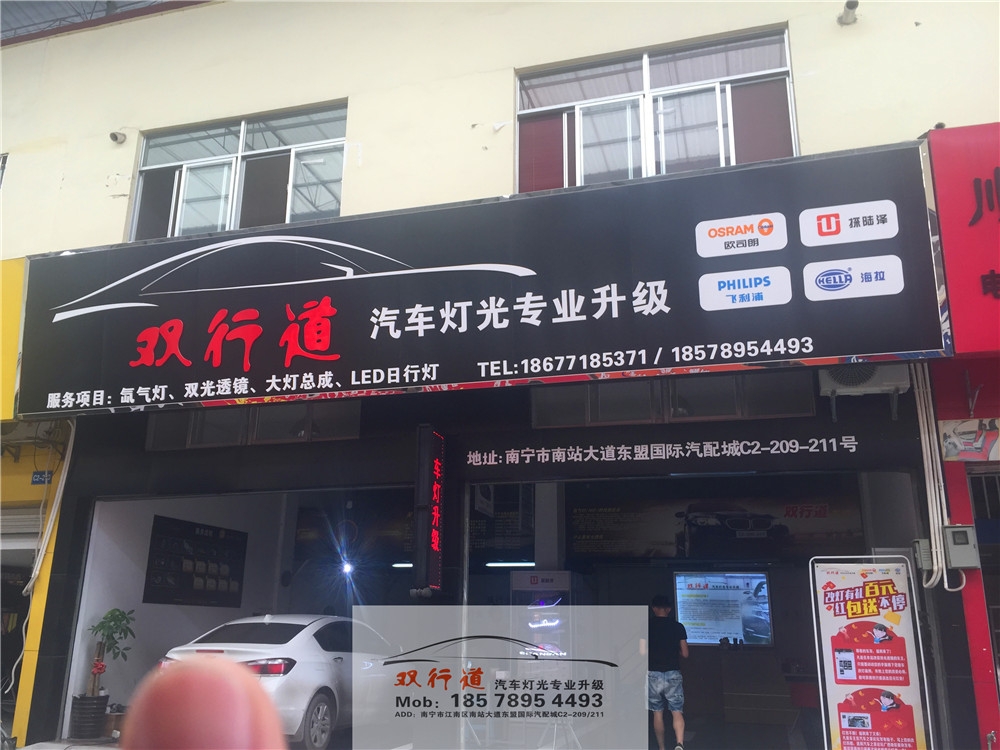 OSRAM
欧司朗
探陆泽
PHILIPS
飞利浦
HELLA 海拉
双行道 汽车灯光专业升级
服务项目：氙气灯、双光透镜、大灯总成、LED日行灯
TEL:18677185371 / 18578954493
地址:南宁市南站大道东盟国际汽配城C2-209-211号
车灯升级
双行道
双行道
改灯有礼百元
红包送不停
双行道 汽车灯光专业升级
Mob: 185 7895 4493
ADD: 南宁市江南区南站大道东盟国际汽配城C2-209/211